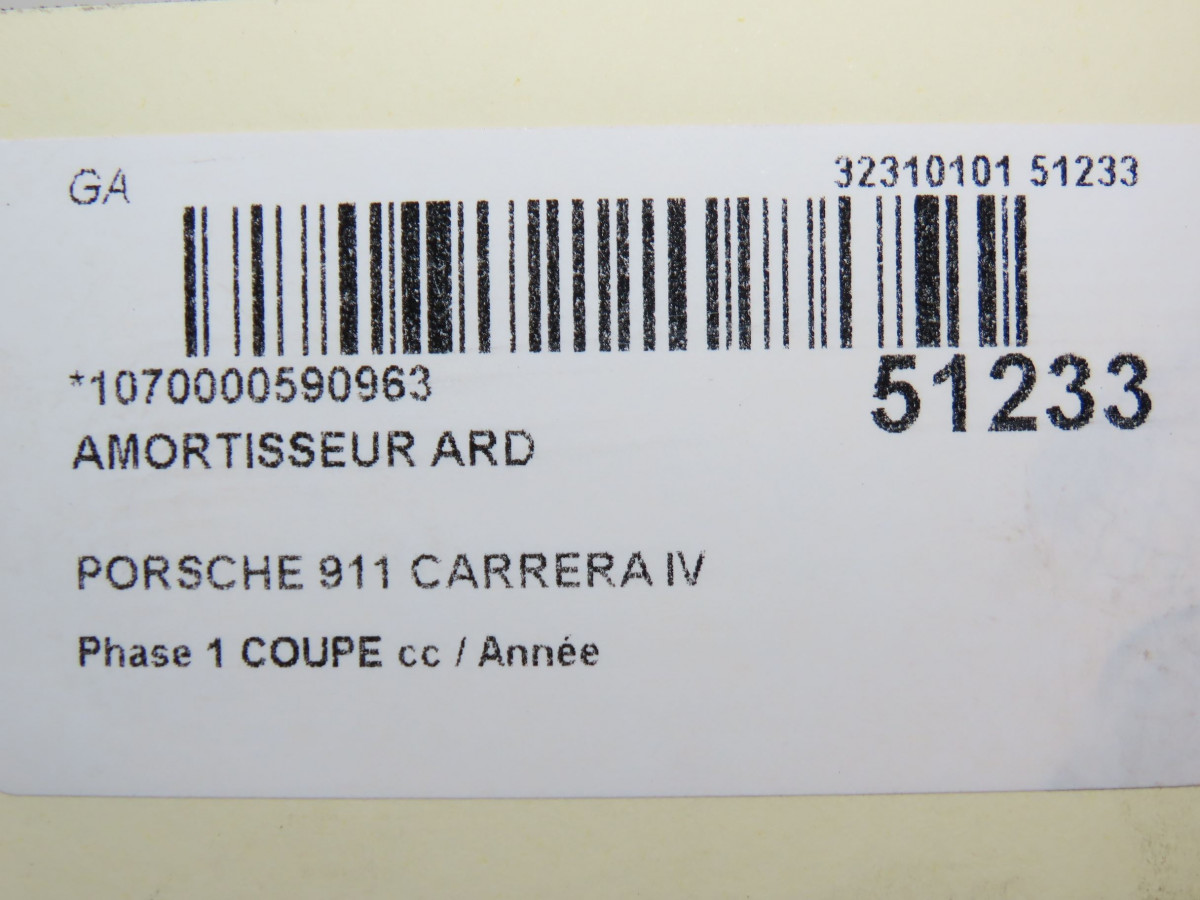 GA
32310101 51233
*1070000590963
51233
AMORTISSEUR ARD
PORSCHE 911 CARRERA IV
Phase 1 COUPE cc / Année